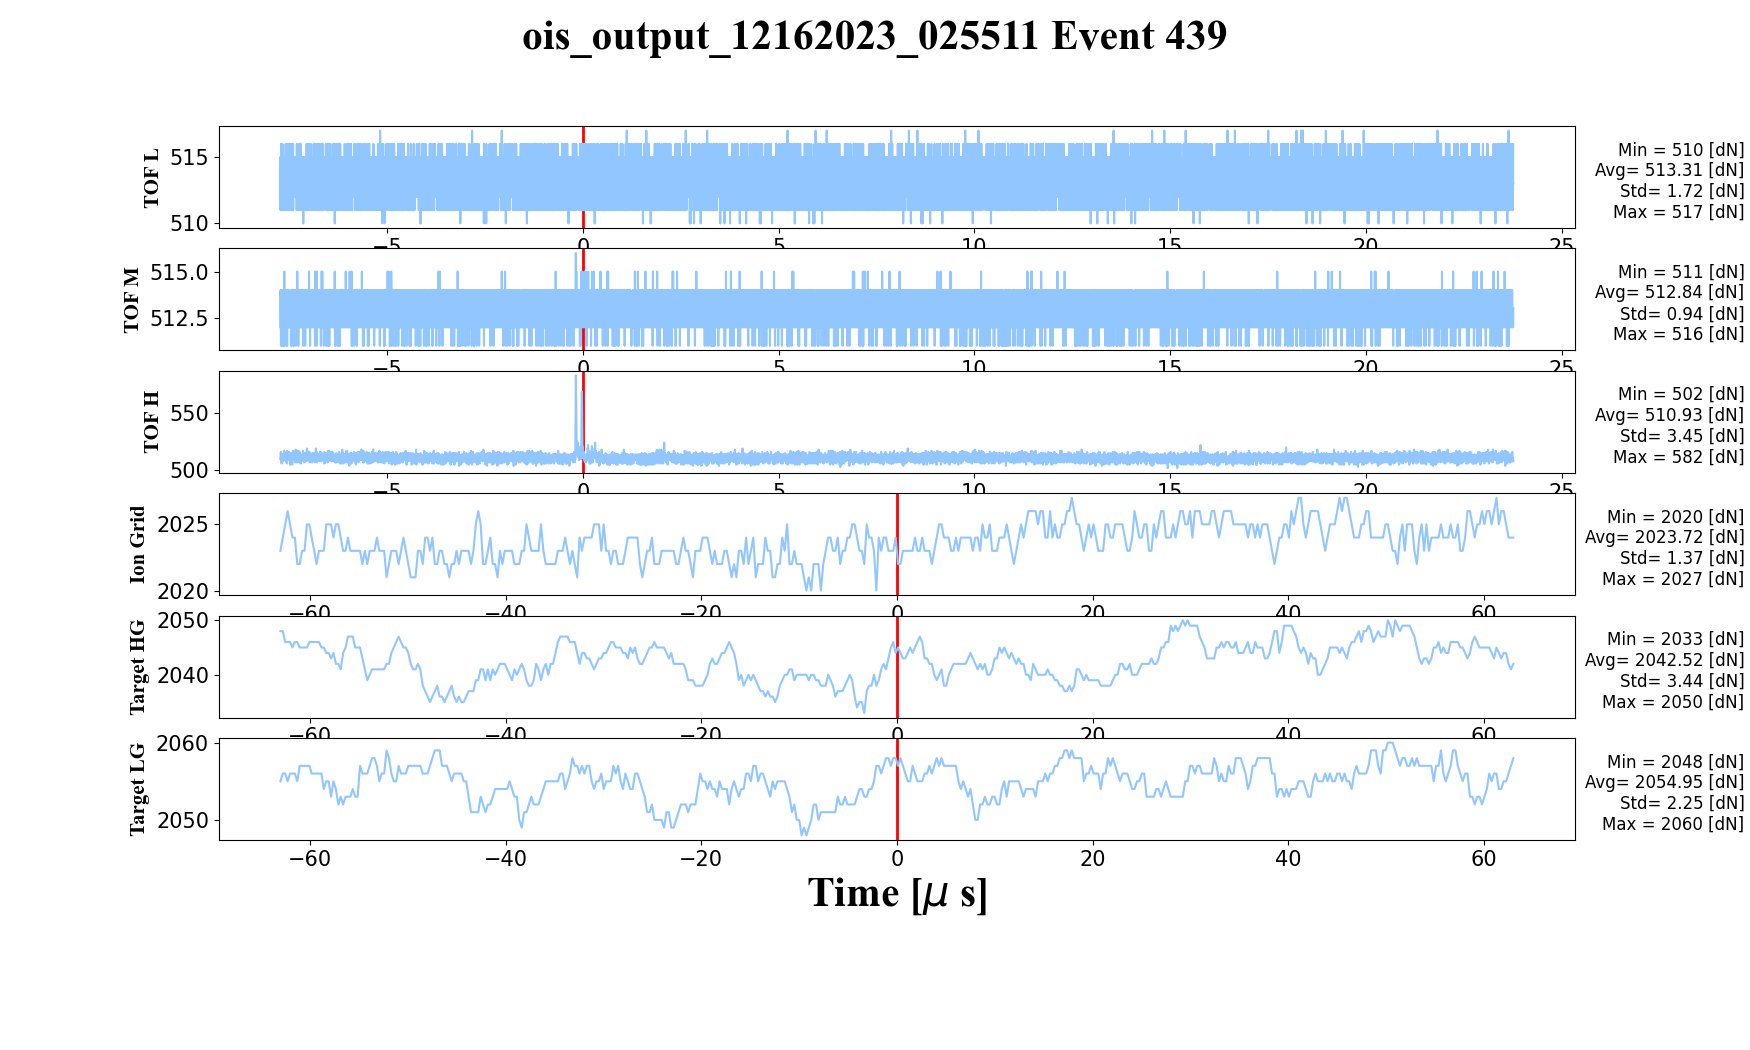 ois_output_12162023_025511 Event 439
TOF L
515
510
−5 0 5 10 15 20 25
Min = 510 [dN]
Avg= 513.31 [dN]
Std= 1.72 [dN]
Max = 517 [dN]
TOF M
515.0
512.5
−5 0 5 10 15 20 25
Min = 511 [dN]
Avg= 512.84 [dN]
Std= 0.94 [dN]
Max = 516 [dN]
TOF H
550
500
−5 0 5 10 15 20 25
Min = 502 [dN]
Avg= 510.93 [dN]
Std= 3.45 [dN]
Max = 582 [dN]
Ion Grid
2025
2020
−60 −40 −20 0 20 40 60
Min = 2020 [dN]
Avg= 2023.72 [dN]
Std= 1.37 [dN]
Max = 2027 [dN]
Target HG
2050
2040
−60 −40 −20 0 20 40 60
Min = 2033 [dN]
Avg= 2042.52 [dN]
Std= 3.44 [dN]
Max = 2050 [dN]
Target LG
2060
2050
−60 −40 −20 0 20 40 60
Min = 2048 [dN]
Avg= 2054.95 [dN]
Std= 2.25 [dN]
Max = 2060 [dN]
Time [μ s]